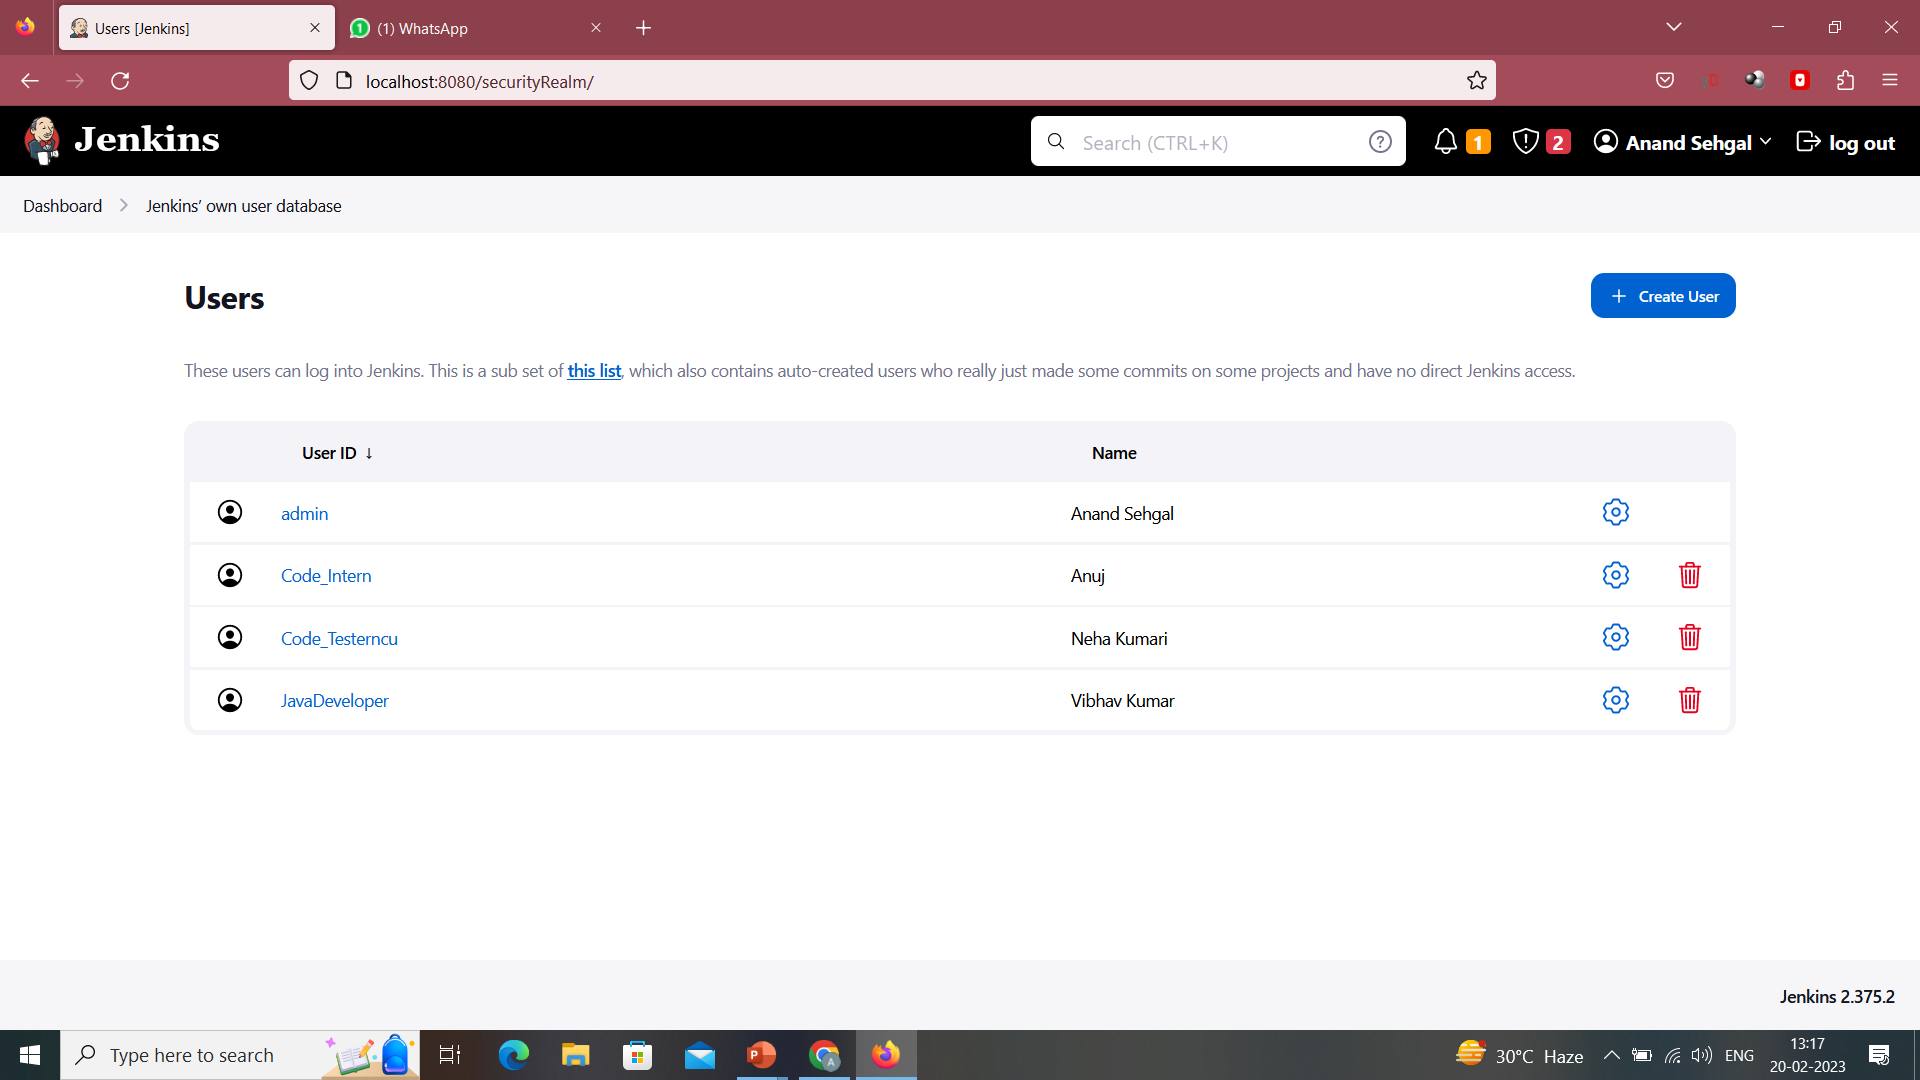 Users [Jenkins]
(1) WhatsApp
localhost:8080/securityRealm/
Jenkins
Search (CTRL+K)
1
2
Anand Sehgal
log out
Dashboard
Jenkins' own user database
Users
Create User
These users can log into Jenkins. This is a sub set of this list, which also contains auto-created users who really just made some commits on some projects and have no direct Jenkins access.
User ID ↓
Name
admin
Anand Sehgal
Code_Intern
Anuj
Code_Testerncu
Neha Kumari
JavaDeveloper
Vibhav Kumar
Jenkins 2.375.2
Type here to search
30°C Haze
ENG
13:17
20-02-2023